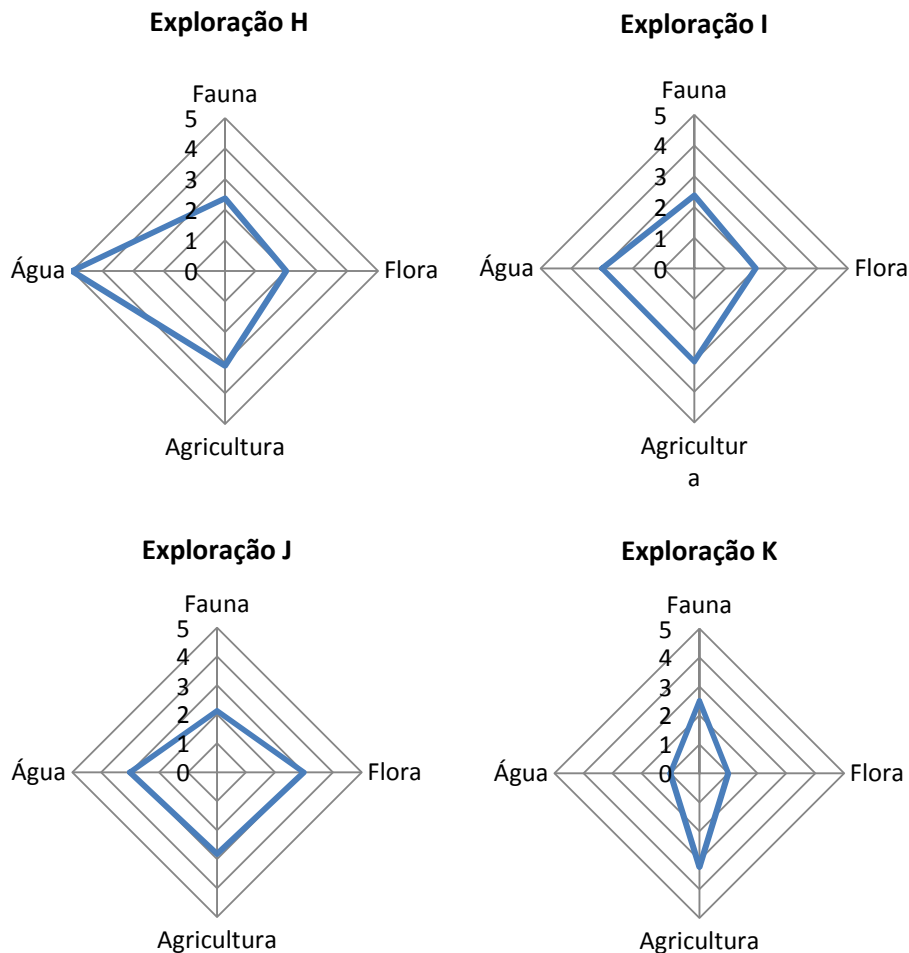 Exploração H
Fauna
5
4
3
2
1
0
Água
Flora
Agricultura
Exploração I
Fauna
5
4
3
2
1
0
Água
Flora
Agricultur
a
Exploração J
Fauna
5
4
3
2
1
0
Água
Flora
Agricultura
Exploração K
Fauna
5
4
3
2
1
0
Água
Flora
Agricultura